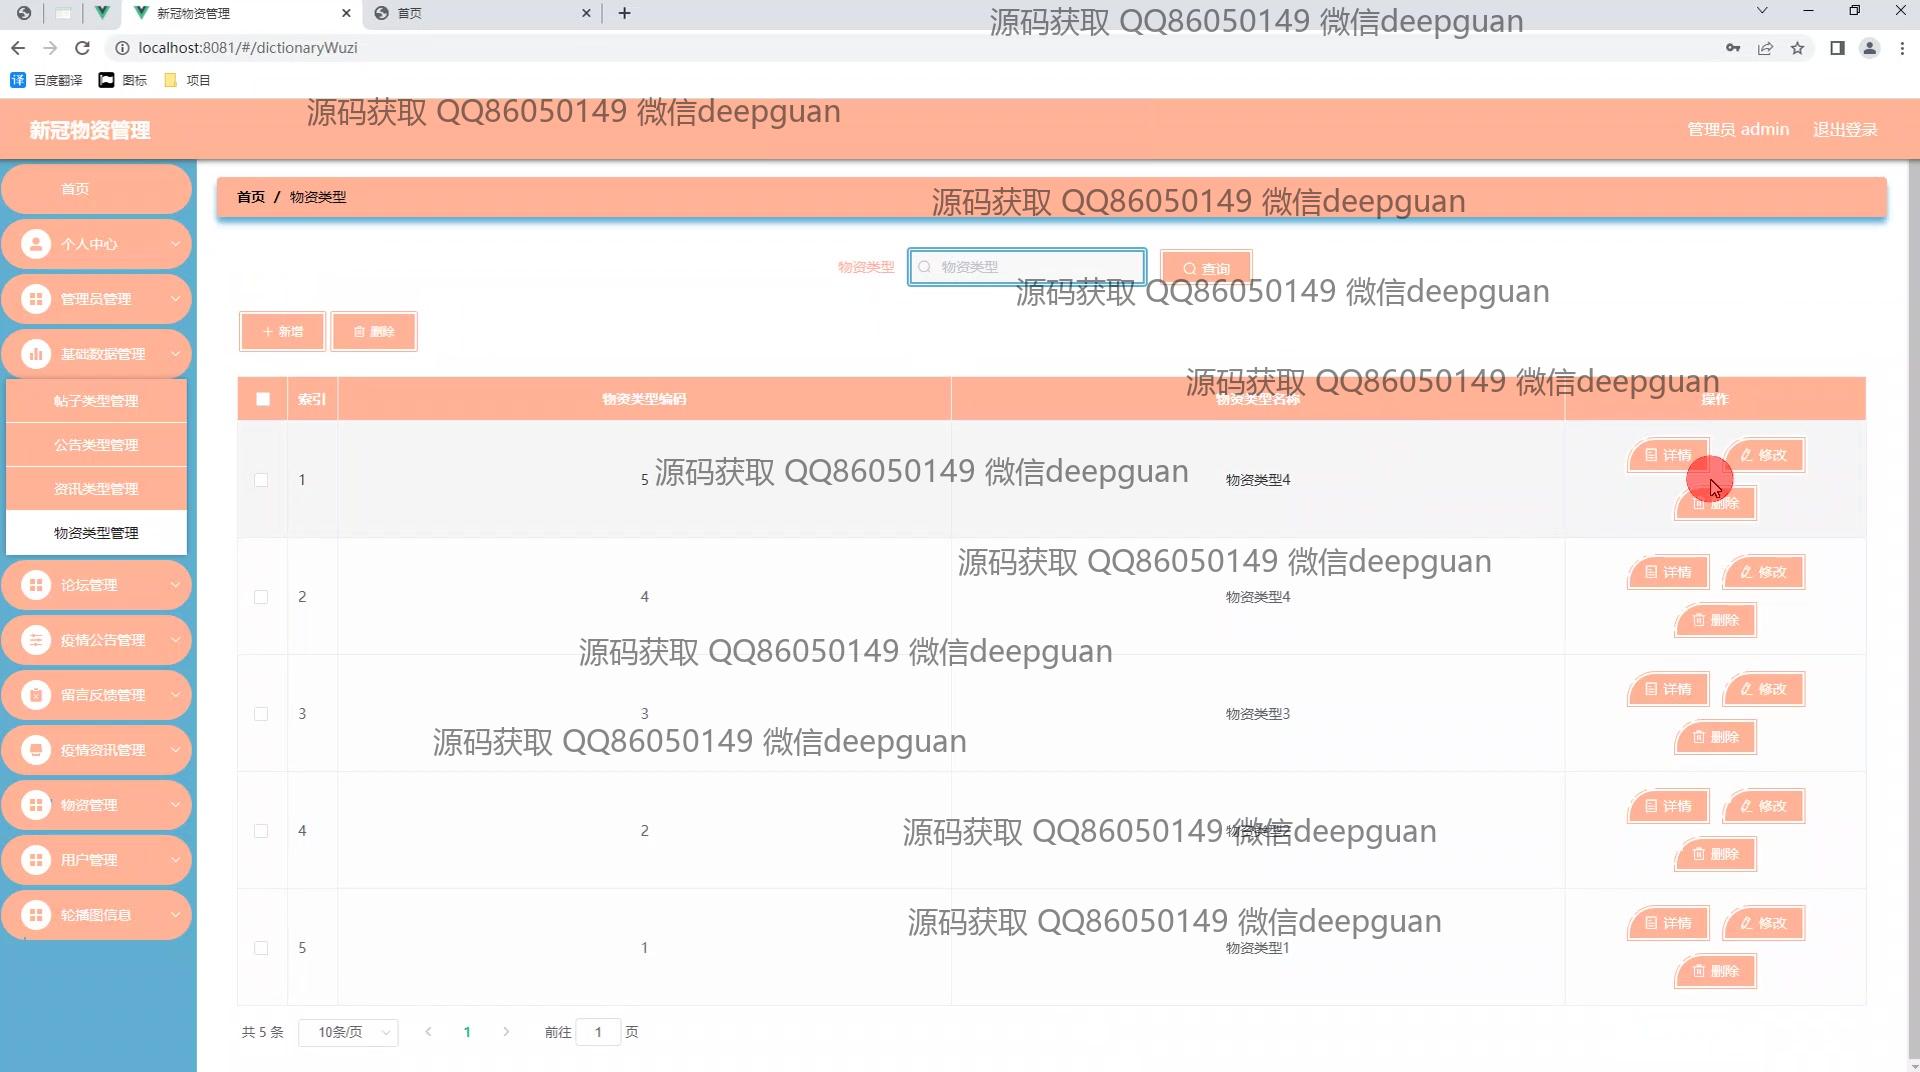 新冠物资管理
首页
源码获取 QQ86050149 微信deepguan
localhost:8081/#/dictionaryWuzi
译 百度翻译 图标 项目
源码获取 QQ86050149 微信deepguan
新冠物资管理
管理员 admin 退出登录
首页
首页 / 物资类型
源码获取 QQ86050149 微信deepguan
个人中心
物资类型 物资类型 查询
源码获取 QQ86050149 微信deepguan
管理员管理
新增 删除
基础数据管理
源码获取 QQ86050149 微信deepguan
索引 物资类型编码 物资类型名称 操作
帖子类型管理
公告类型管理
资讯类型管理
物资类型管理
源码获取 QQ86050149 微信deepguan
1 5 物资类型4 详情 修改
删除
源码获取 QQ86050149 微信deepguan
2 4 物资类型4 详情 修改
删除
源码获取 QQ86050149 微信deepguan
3 3 物资类型3 详情 修改
删除
源码获取 QQ86050149 微信deepguan
4 2 物资类型2 详情 修改
删除
源码获取 QQ86050149 微信deepguan
源码获取 QQ86050149 微信deepguan
5 1 物资类型1 详情 修改
删除
论坛管理
疫情公告管理
留言反馈管理
疫情资讯管理
物资管理
用户管理
轮播图信息
共 5 条 10条/页 1 前往 1 页